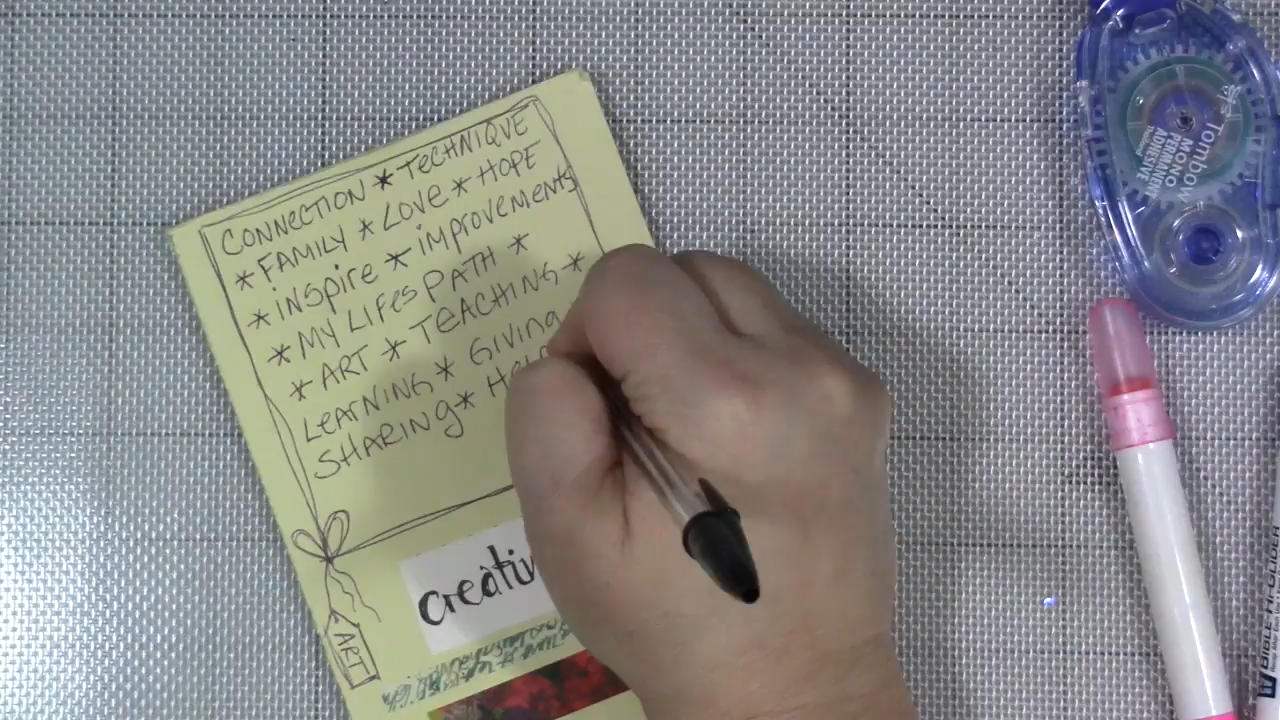 CONNECTION * TECHNIQUE
* FAMILY * LOVE * HOPE
* inspire * improvements
* MY LIFES PATH *
* ART * TEACHING *
LEARNING * GIVING
SHARING * HELP
creativ
ART
Tombow
MONO
PERMANENT
ADHESIVE